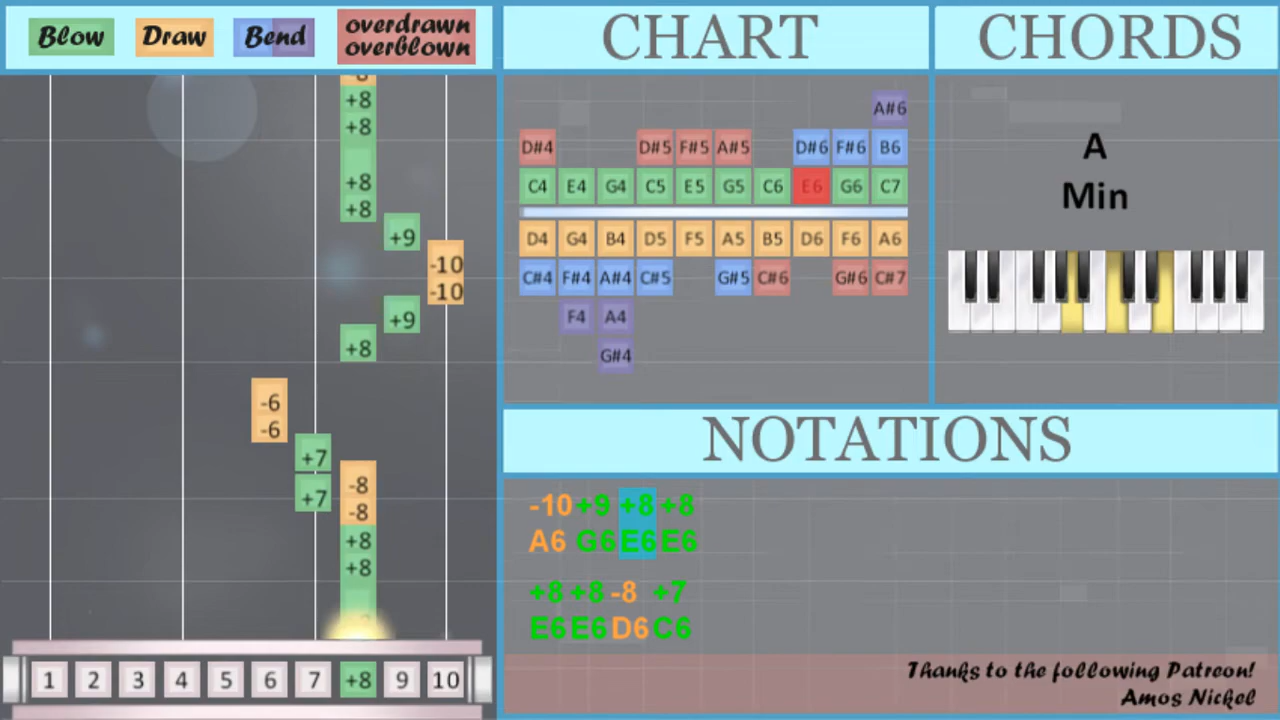 Blow
Draw
Bend
overdrawn
overblown
CHART
CHORDS
+8
+8
+8
+8
+9
-10
-10
+9
+8
-6
-6
+7
-8
+7
-8
+8
+8
1 2 3 4 5 6 7 +8 9 10
A#6
D#4 D#5 F#5 A#5 D#6 F#6 B6
C4 E4 G4 C5 E5 G5 C6 E6 G6 C7
D4 G4 B4 D5 F5 A5 B5 D6 F6 A6
C#4 F#4 A#4 C#5 G#5 C#6 G#6 C#7
F4 A4
G#4
A
Min
NOTATIONS
-10 +9 +8 +8
A6 G6 E6 E6
+8 +8 -8 +7
E6 E6 D6 C6
Thanks to the following Patreon!
Amos Nickel